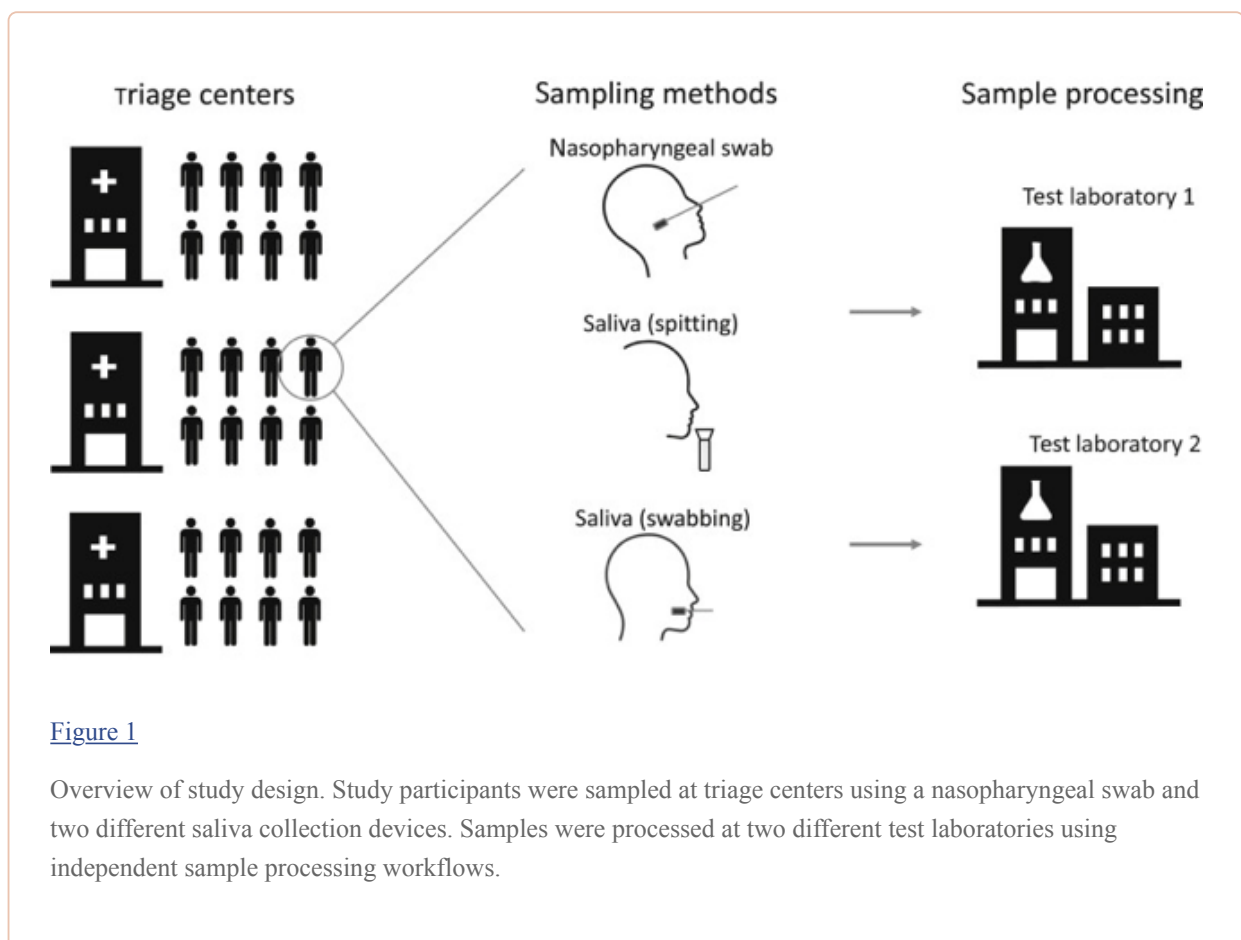 Triage centers
Sampling methods
Sample processing
Nasopharyngeal swab
Saliva (spitting)
Saliva (swabbing)
Test laboratory 1
Test laboratory 2
Figure 1
Overview of study design. Study participants were sampled at triage centers using a nasopharyngeal swab and
two different saliva collection devices. Samples were processed at two different test laboratories using
independent sample processing workflows.